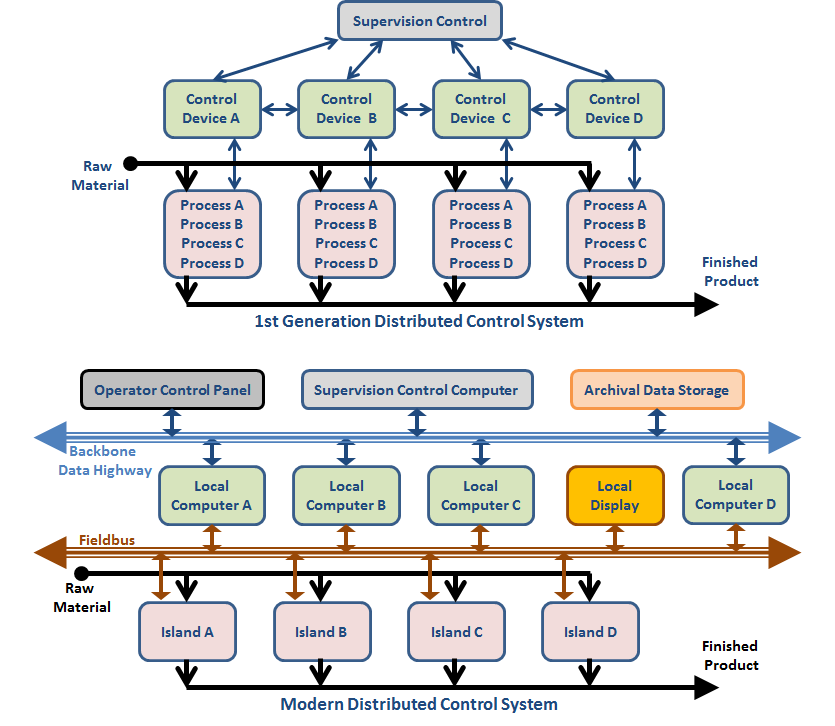 Supervision Control
Control
Device A
Control
Device B
Control
Device C
Control
Device D
Raw
Material
Process A
Process B
Process C
Process D
Process A
Process B
Process C
Process D
Process A
Process B
Process C
Process D
Process A
Process B
Process C
Process D
Finished
Product
1st Generation Distributed Control System
Operator Control Panel
Supervision Control Computer
Archival Data Storage
Backbone
Data Highway
Local
Computer A
Local
Computer B
Local
Computer C
Local
Display
Local
Computer D
Fieldbus
Raw
Material
Island A
Island B
Island C
Island D
Finished
Product
Modern Distributed Control System